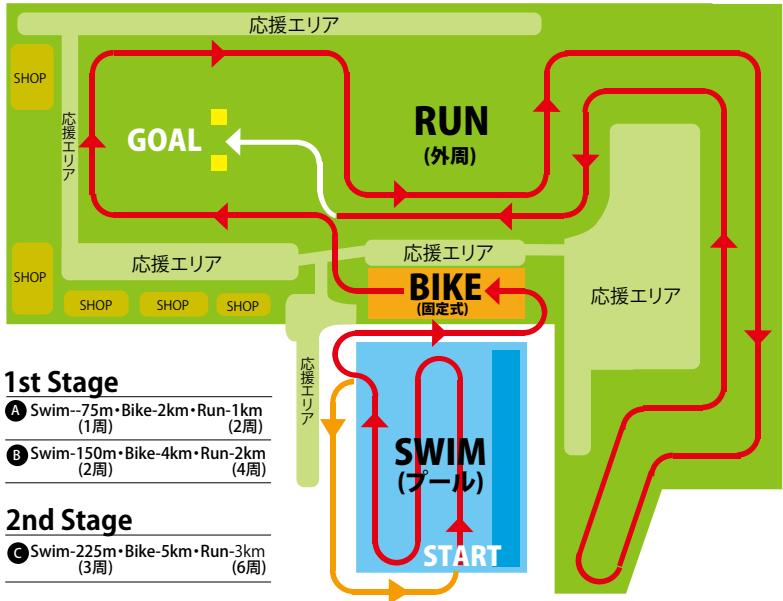 応援エリア
SHOP
応援エリア
GOAL
RUN
(外周)
SHOP
応援エリア
応援エリア
BIKE
(固定式)
応援エリア
SHOP
SHOP
SHOP
応援エリア
SWIM
(プール)
START
1st Stage
A Swim--75m・Bike-2km・Run-1km
(1周) (2周)
B Swim-150m・Bike-4km・Run-2km
(2周) (4周)
2nd Stage
C Swim-225m・Bike-5km・Run-3km
(3周) (6周)